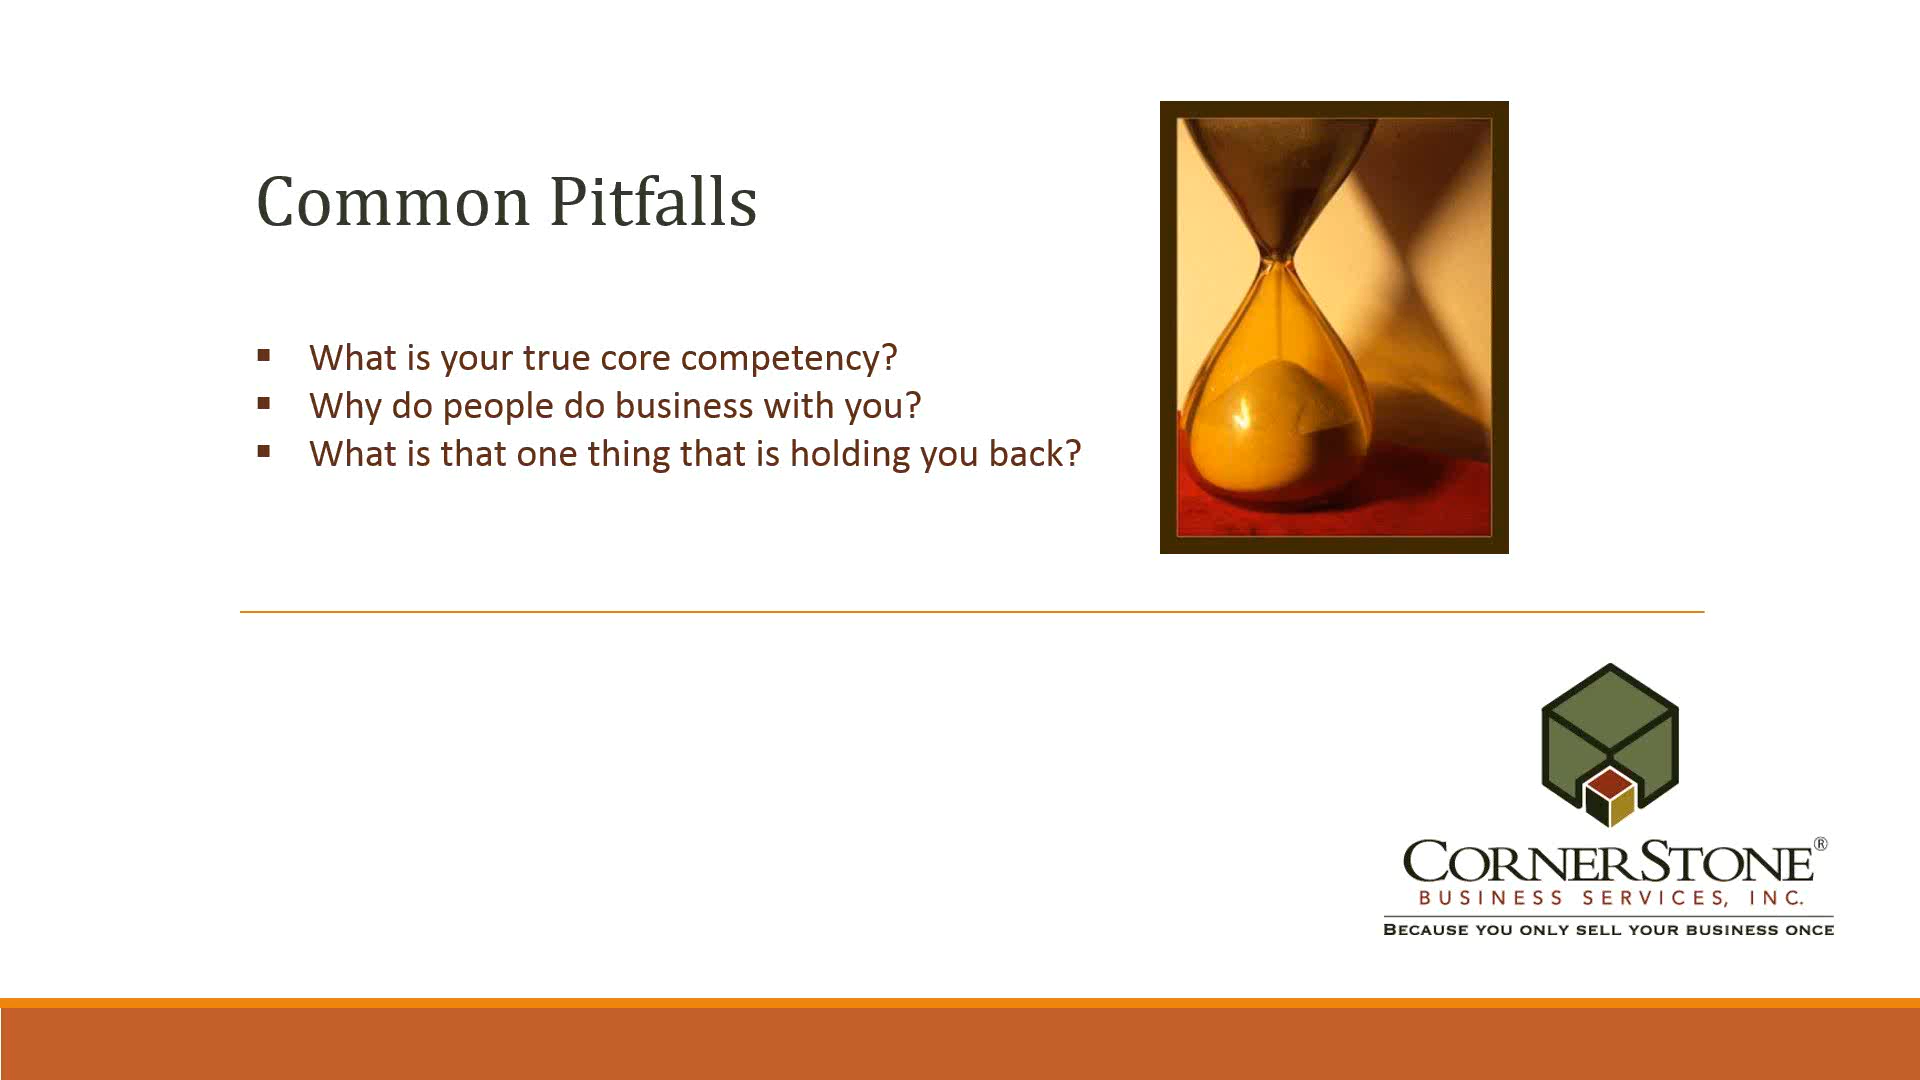 Common Pitfalls
▪ What is your true core competency?
▪ Why do people do business with you?
▪ What is that one thing that is holding you back?
CORNERSTONE®
BUSINESS SERVICES, INC.
BECAUSE YOU ONLY SELL YOUR BUSINESS ONCE